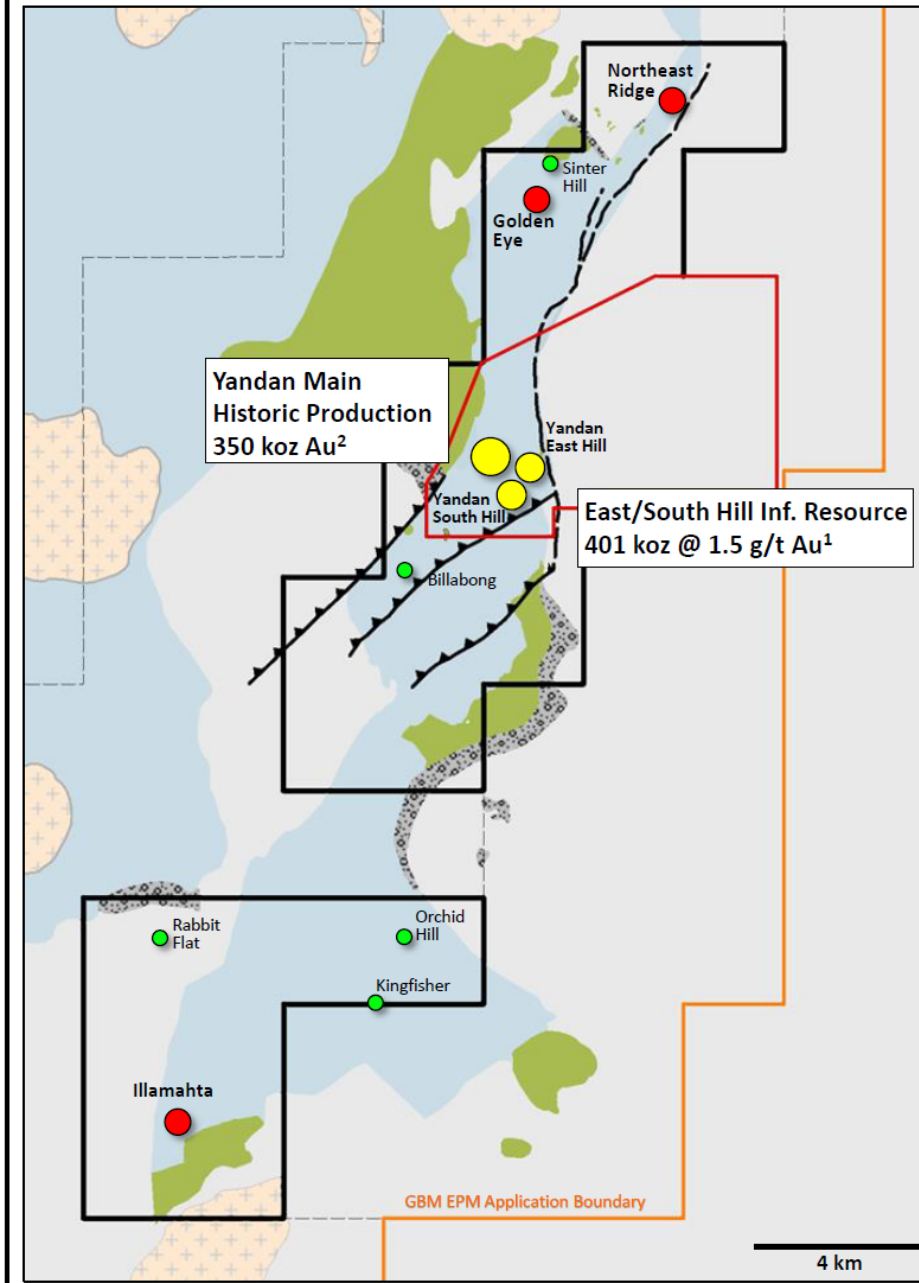 Northeast
Ridge
Sinter
Hill
Golden
Eye
Yandan Main
Historic Production
350 koz Au²
Yandan
East Hill
Yandan
South Hill
East/South Hill Inf. Resource
401 koz @ 1.5 g/t Au¹
Billabong
Rabbit
Flat
Orchid
Hill
Kingfisher
Illamahta
GBM EPM Application Boundary
4 km